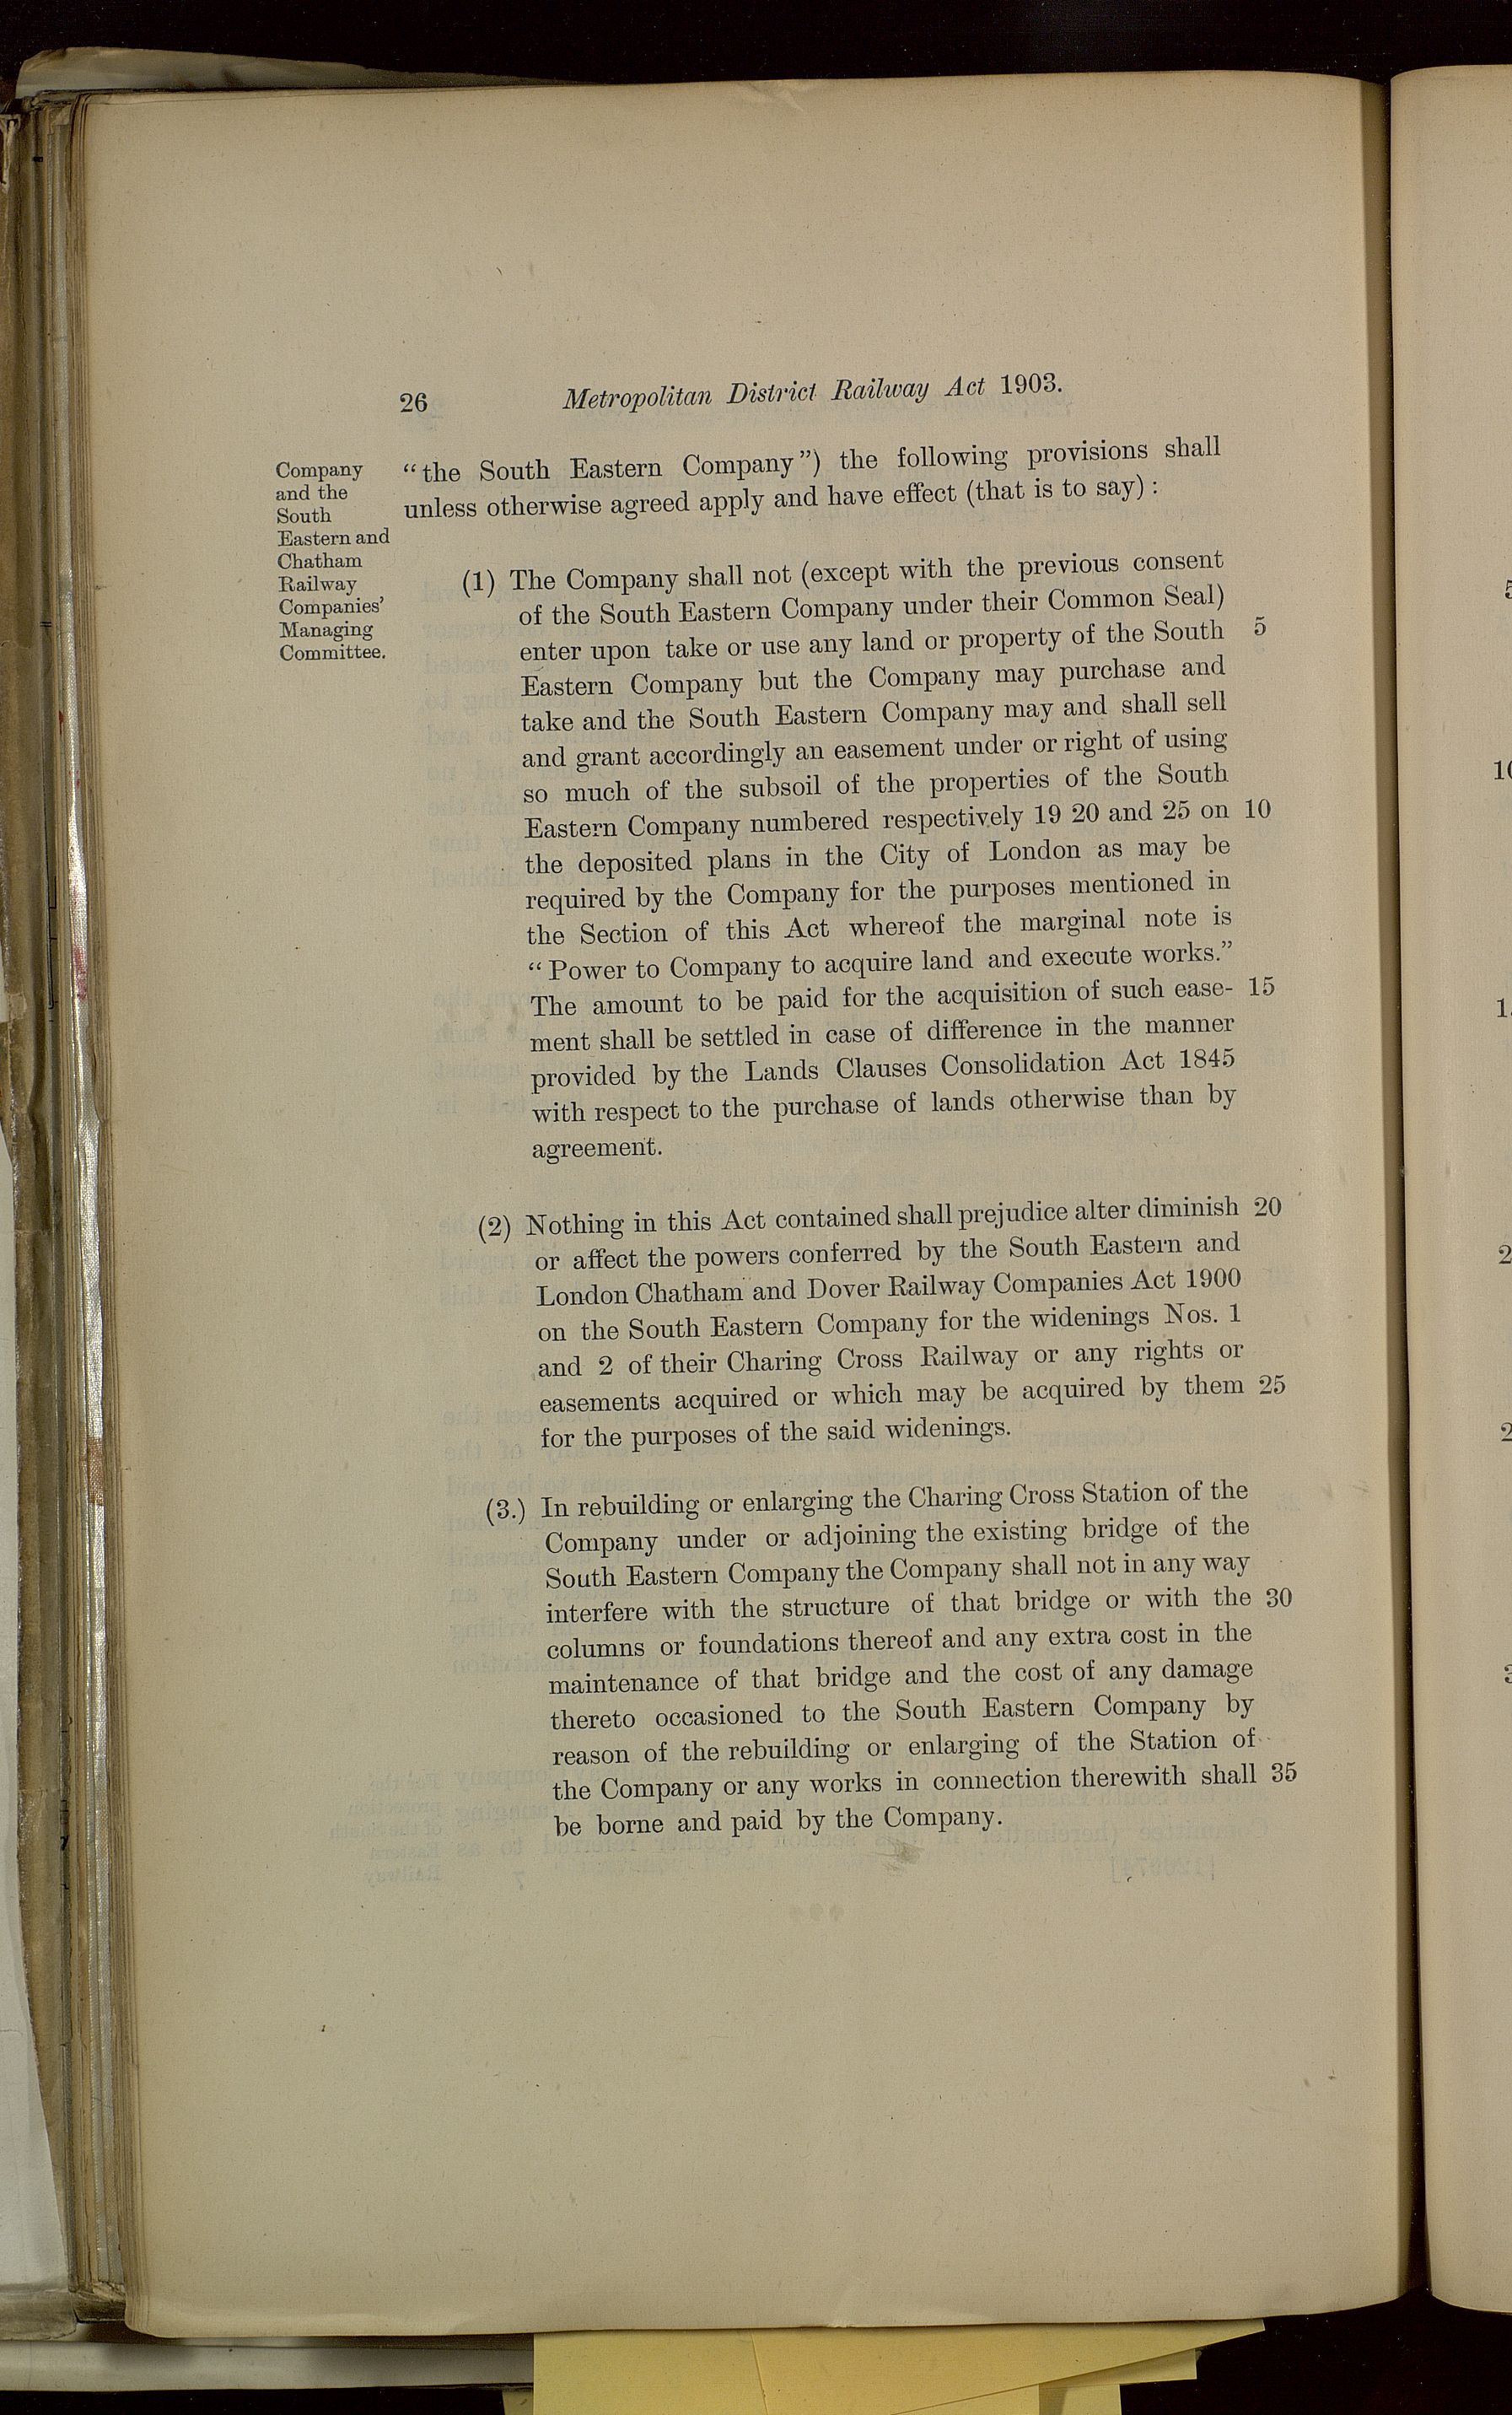 26
Metropolitan District Railway Act 1903.
Company
and the
South
Eastern and
Chatham
Railway
Companies'
Managing
Committee.
“the South Eastern Company”) the following provisions shall
unless otherwise agreed apply and have effect (that is to say):
(1) The Company shall not (except with the previous consent
of the South Eastern Company under their Common Seal)
enter upon take or use any land or property of the South 5
Eastern Company but the Company may purchase and
take and the South Eastern Company may and shall sell
and grant accordingly an easement under or right of using
so much of the subsoil of the properties of the South
Eastern Company numbered respectively 19 20 and 25 on 10
the deposited plans in the City of London as may be
required by the Company for the purposes mentioned in
the Section of this Act whereof the marginal note is
“Power to Company to acquire land and execute works.”
The amount to be paid for the acquisition of such ease- 15
ment shall be settled in case of difference in the manner
provided by the Lands Clauses Consolidation Act 1845
with respect to the purchase of lands otherwise than by
agreement.
(2) Nothing in this Act contained shall prejudice alter diminish 20
or affect the powers conferred by the South Eastern and
London Chatham and Dover Railway Companies Act 1900
on the South Eastern Company for the widenings Nos. 1
and 2 of their Charing Cross Railway or any rights or
easements acquired or which may be acquired by them 25
for the purposes of the said widenings.
(3.) In rebuilding or enlarging the Charing Cross Station of the
Company under or adjoining the existing bridge of the
South Eastern Company the Company shall not in any way
interfere with the structure of that bridge or with the 30
columns or foundations thereof and any extra cost in the
maintenance of that bridge and the cost of any damage
thereto occasioned to the South Eastern Company by
reason of the rebuilding or enlarging of the Station of
the Company or any works in connection therewith shall 35
be borne and paid by the Company.